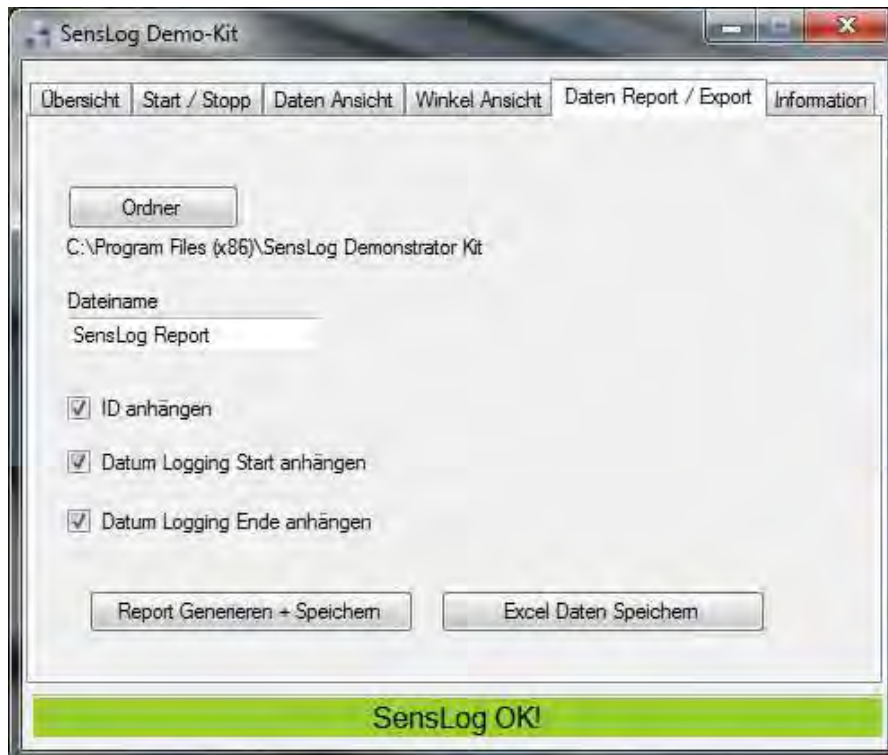 SensLog Demo-Kit
Übersicht Start / Stopp Daten Ansicht Winkel Ansicht Daten Report / Export Information
Ordner
C:\Program Files (x86)\SensLog Demonstrator Kit
Dateiname
SensLog Report
ID anhängen
Datum Logging Start anhängen
Datum Logging Ende anhängen
Report Generieren + Speichern Excel Daten Speichern
SensLog OK!